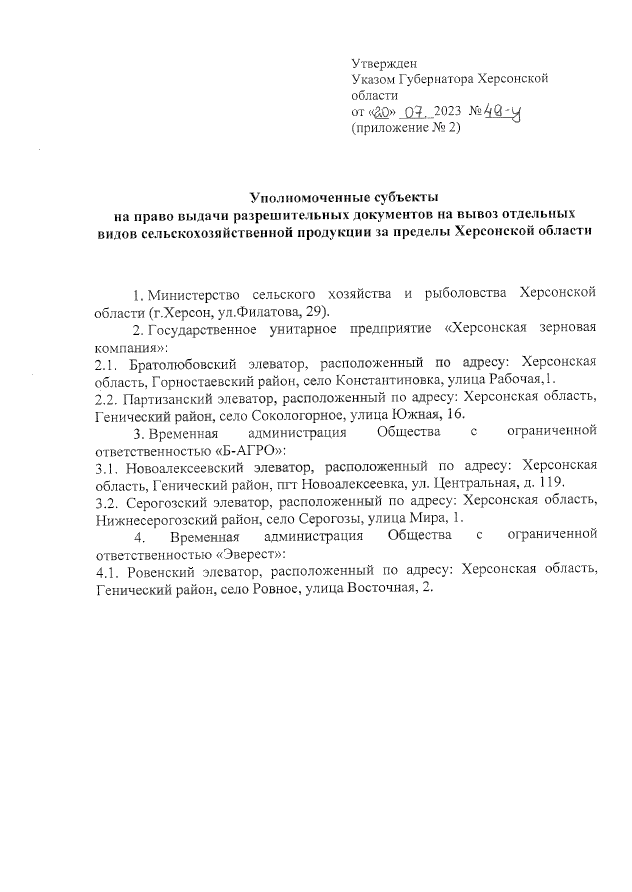 Утвержден
Указом Губернатора Херсонской
области
от «20» 07. 2023 № 48-у
(приложение № 2)
Уполномоченные субъекты
на право выдачи разрешительных документов на вывоз отдельных
видов сельскохозяйственной продукции за пределы Херсонской области
1. Министерство сельского хозяйства и рыболовства Херсонской
области (г.Херсон, ул.Филатова, 29).
2. Государственное унитарное предприятие «Херсонская зерновая
компания»:
2.1. Братолюбовский элеватор, расположенный по адресу: Херсонская
область, Горностаевский район, село Константиновка, улица Рабочая,1.
2.2. Партизанский элеватор, расположенный по адресу: Херсонская область,
Генический район, село Сокологорное, улица Южная, 16.
3. Временная администрация Общества с ограниченной
ответственностью «Б-АГРО»:
3.1. Новоалексеевский элеватор, расположенный по адресу: Херсонская
область, Генический район, пгт Новоалексеевка, ул. Центральная, д. 119.
3.2. Серогозский элеватор, расположенный по адресу: Херсонская область,
Нижнесерогозский район, село Серогозы, улица Мира, 1.
4. Временная администрация Общества с ограниченной
ответственностью «Эверест»:
4.1. Ровенский элеватор, расположенный по адресу: Херсонская область,
Генический район, село Ровное, улица Восточная, 2.